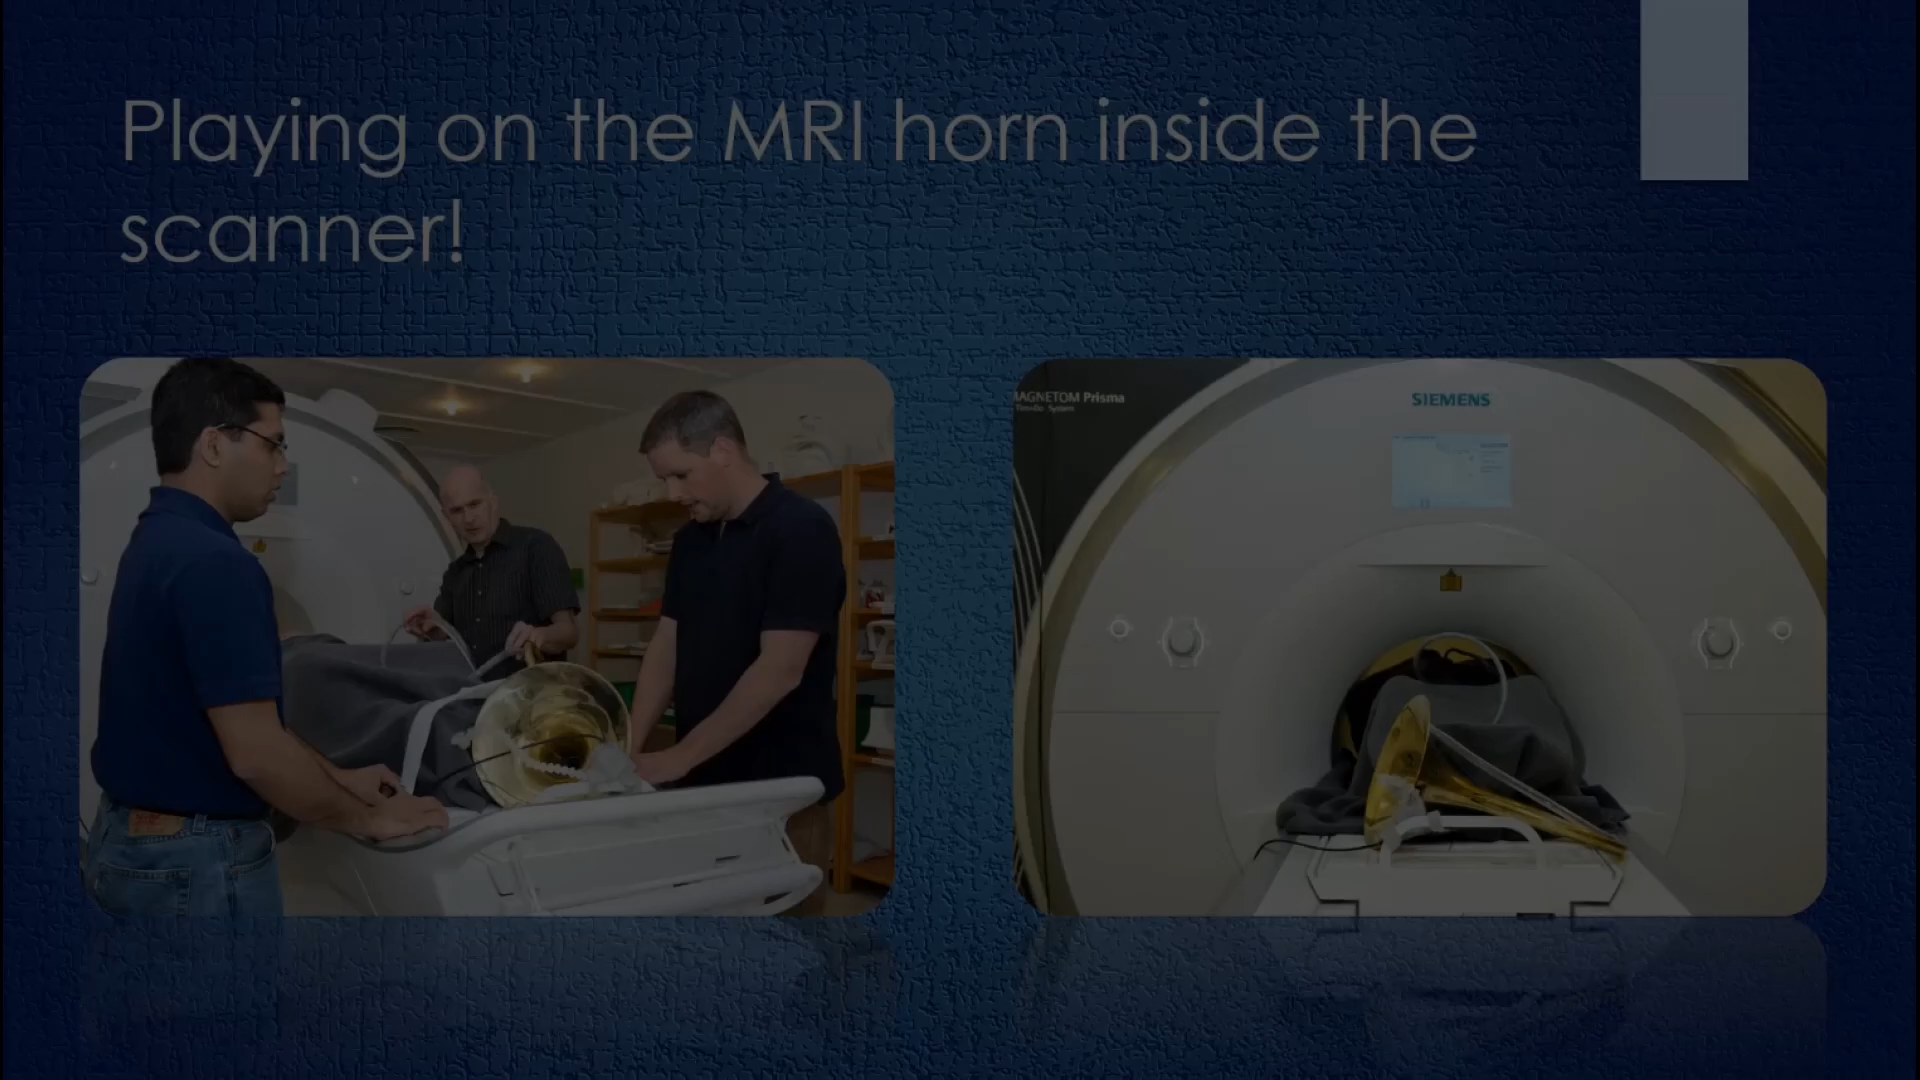 Playing on the MRI horn inside the
scanner!
MAGNETOM Prisma
SIEMENS